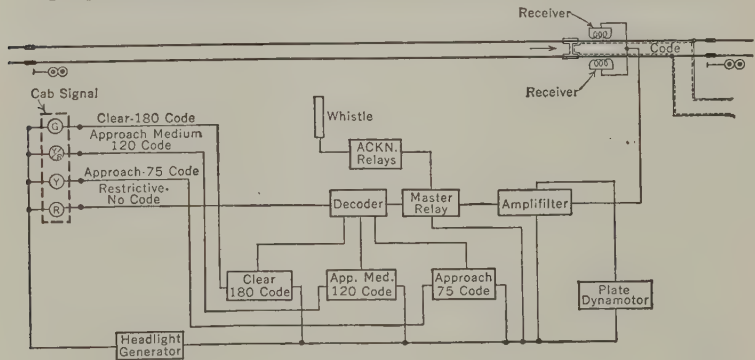 Receiver
Code
Receiver
Cab Signal
G
Clear-180 Code
Approach Medium
120 Code
Y
Approach-75 Code
R
Restrictive-
No Code
Whistle
ACKN.
Relays
Decoder
Master
Relay
Amplifilter
Clear
180 Code
App. Med.
120 Code
Approach
75 Code
Plate
Dynamotor
Headlight
Generator